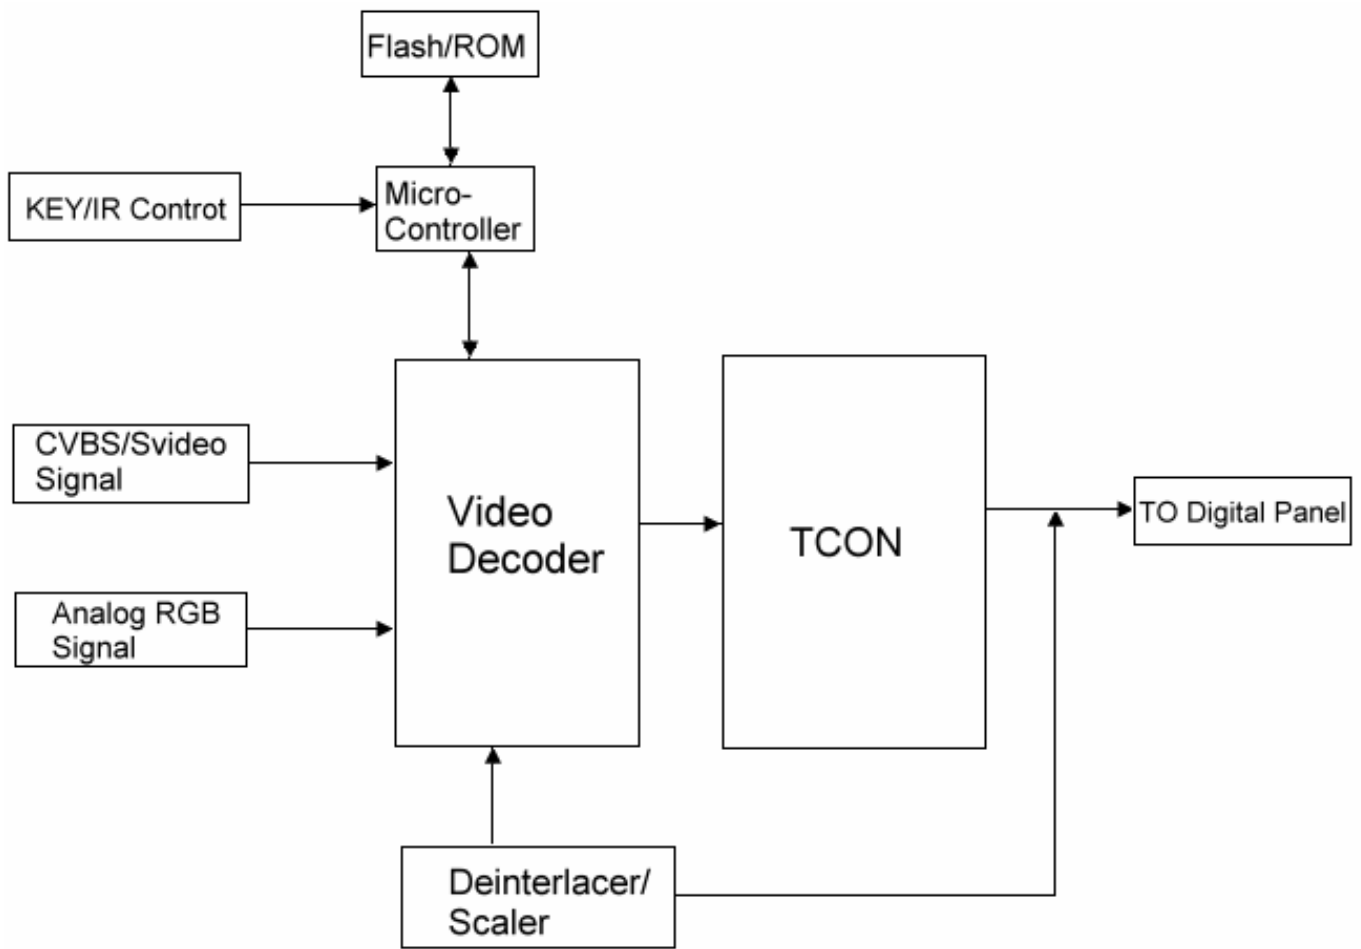 Flash/ROM
KEY/IR Controt
Micro-
Controller
CVBS/Svideo
Signal
Video
Decoder
TCON
TO Digital Panel
Analog RGB
Signal
Deinterlacer/
Scaler